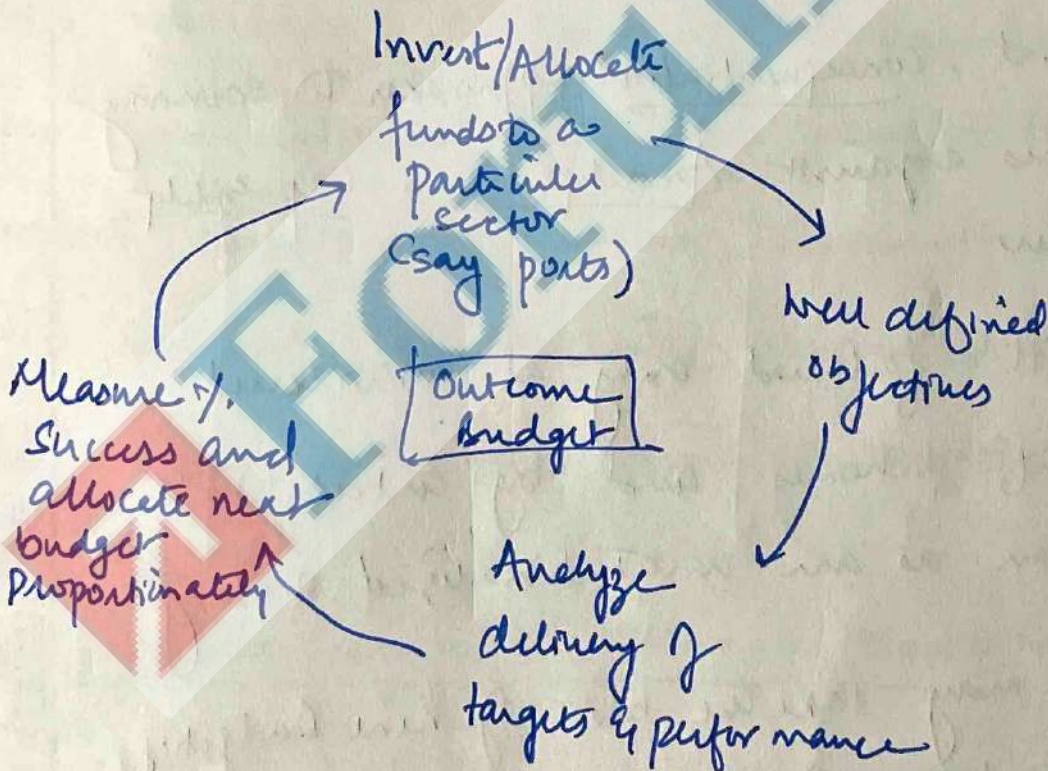 Invest/Allocate
funds to a
particular
sector
(say ports)
well defined
objectives
Analyze
delivery of
targets & performance
Measure %
success and
allocate next
budget
proportionately
Outcome
Budget
Forum